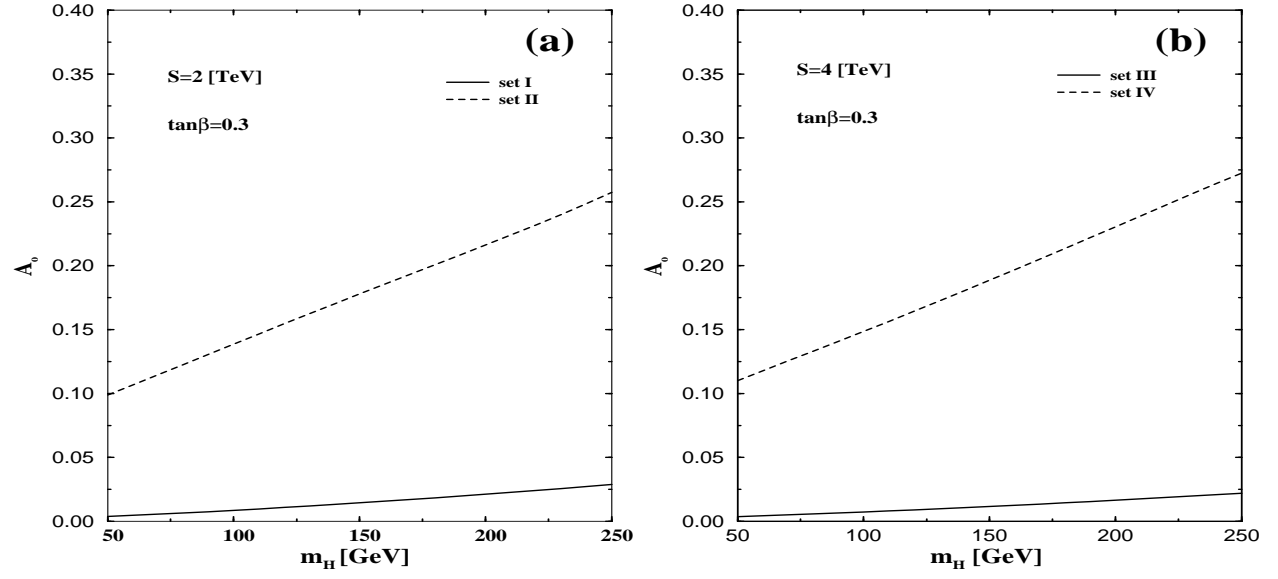 (a)
S=2 [TeV]
tanβ=0.3
set I
set II
0.40
0.35
0.30
0.25
0.20
0.15
0.10
0.05
0.00
A₀
50
100
150
200
250
m_H [GeV]
(b)
S=4 [TeV]
tanβ=0.3
set III
set IV
0.40
0.35
0.30
0.25
0.20
0.15
0.10
0.05
0.00
A₀
50
100
150
200
250
m_H [GeV]